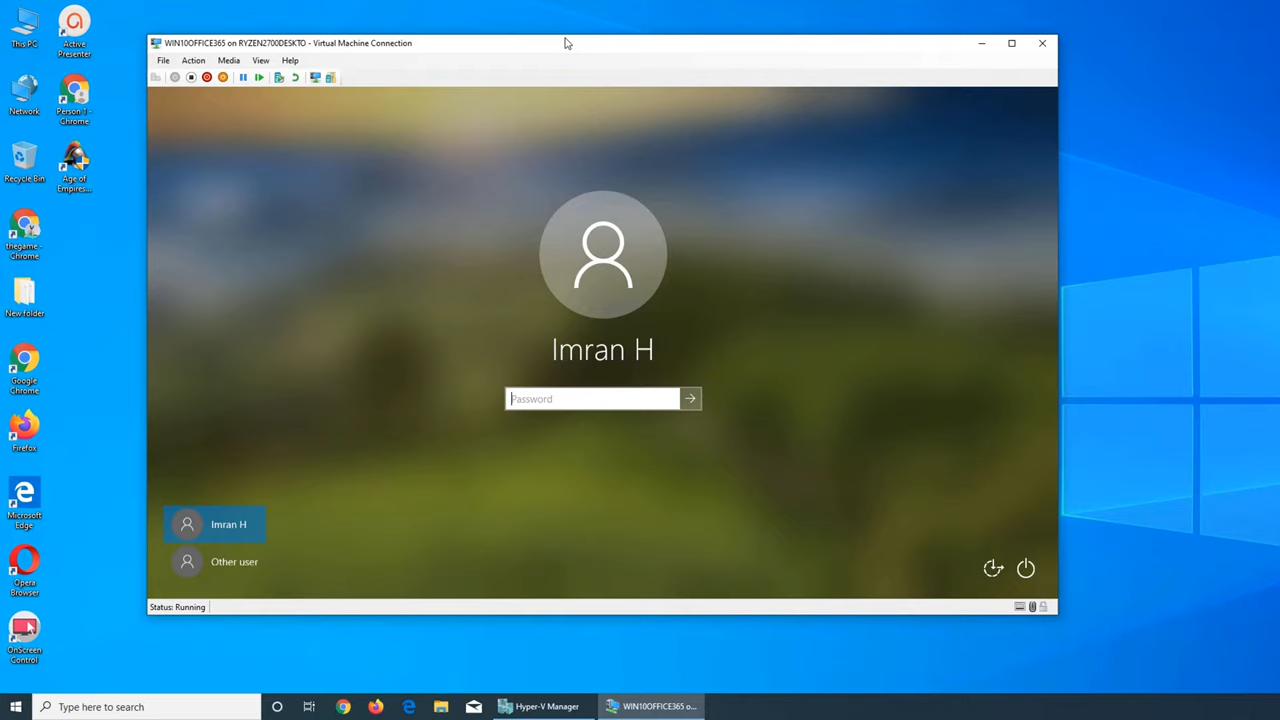 This PC
Active
Presenter
Network
Person 1 -
Chrome
Recycle Bin
Age of
Empires...
thegame -
Chrome
New folder
Google
Chrome
Firefox
Microsoft
Edge
Opera
Browser
OnScreen
Control
WIN10OFFICE365 on RYZEN2700DESKTO - Virtual Machine Connection
File Action Media View Help
Imran H
Password
Imran H
Other user
Status: Running
Type here to search
Hyper-V Manager
WIN10OFFICE365 o...